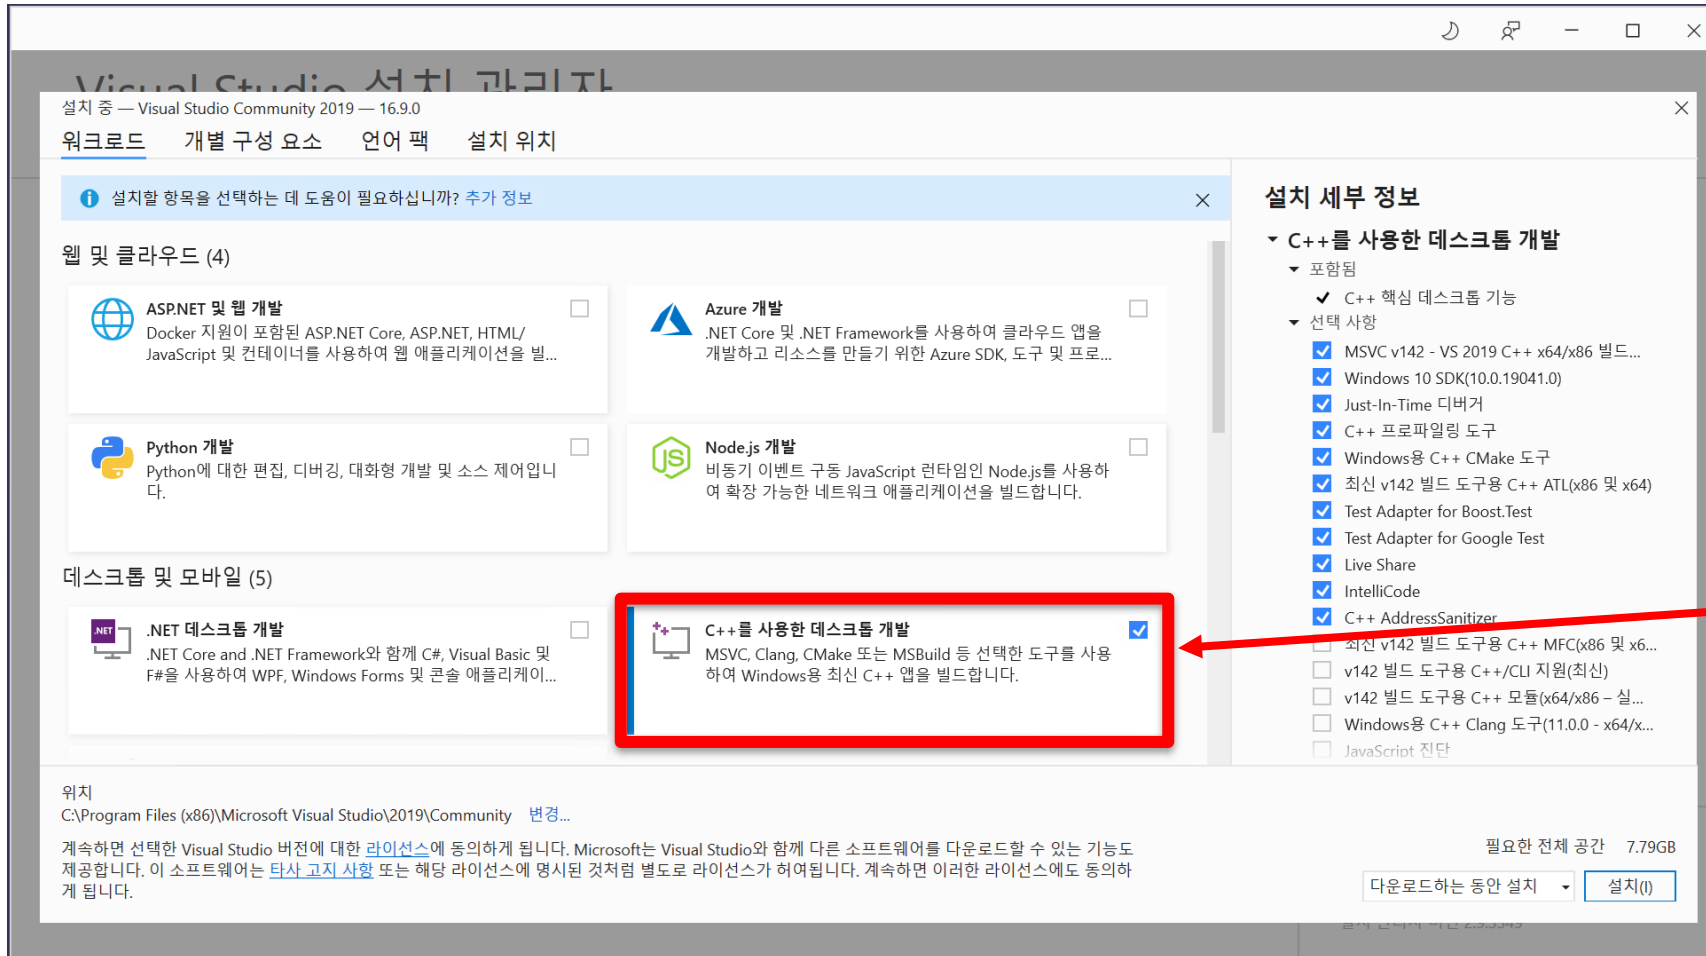 Visual Studio 설치 관리자
설치 중 — Visual Studio Community 2019 — 16.9.0
워크로드 개별 구성 요소 언어 팩 설치 위치
설치할 항목을 선택하는 데 도움이 필요하십니까? 추가 정보
웹 및 클라우드 (4)
ASP.NET 및 웹 개발
Docker 지원이 포함된 ASP.NET Core, ASP.NET, HTML/
JavaScript 및 컨테이너를 사용하여 웹 애플리케이션을 빌...
Azure 개발
.NET Core 및 .NET Framework를 사용하여 클라우드 앱을
개발하고 리소스를 만들기 위한 Azure SDK, 도구 및 프로...
Python 개발
Python에 대한 편집, 디버깅, 대화형 개발 및 소스 제어입니
다.
JS
Node.js 개발
비동기 이벤트 구동 JavaScript 런타임인 Node.js를 사용하
여 확장 가능한 네트워크 애플리케이션을 빌드합니다.
데스크톱 및 모바일 (5)
.NET
.NET 데스크톱 개발
.NET Core and .NET Framework와 함께 C#, Visual Basic 및
F#을 사용하여 WPF, Windows Forms 및 콘솔 애플리케이...
C++를 사용한 데스크톱 개발
MSVC, Clang, CMake 또는 MSBuild 등 선택한 도구를 사용
하여 Windows용 최신 C++ 앱을 빌드합니다.
설치 세부 정보
C++를 사용한 데스크톱 개발
포함됨
C++ 핵심 데스크톱 기능
선택 사항
MSVC v142 - VS 2019 C++ x64/x86 빌드...
Windows 10 SDK(10.0.19041.0)
Just-In-Time 디버거
C++ 프로파일링 도구
Windows용 C++ CMake 도구
최신 v142 빌드 도구용 C++ ATL(x86 및 x64)
Test Adapter for Boost.Test
Test Adapter for Google Test
Live Share
IntelliCode
C++ AddressSanitizer
최신 v142 빌드 도구용 C++ MFC(x86 및 x6...
v142 빌드 도구용 C++/CLI 지원(최신)
v142 빌드 도구용 C++ 모듈(x64/x86 – 실...
Windows용 C++ Clang 도구(11.0.0 - x64/x...
JavaScript 진단
위치
C:\Program Files (x86)\Microsoft Visual Studio\2019\Community 변경...
계속하면 선택한 Visual Studio 버전에 대한 라이선스에 동의하게 됩니다. Microsoft는 Visual Studio와 함께 다른 소프트웨어를 다운로드할 수 있는 기능도
제공합니다. 이 소프트웨어는 타사 고지 사항 또는 해당 라이선스에 명시된 것처럼 별도로 라이선스가 허여됩니다. 계속하면 이러한 라이선스에도 동의하
게 됩니다.
필요한 전체 공간 7.79GB
다운로드하는 동안 설치 설치(I)